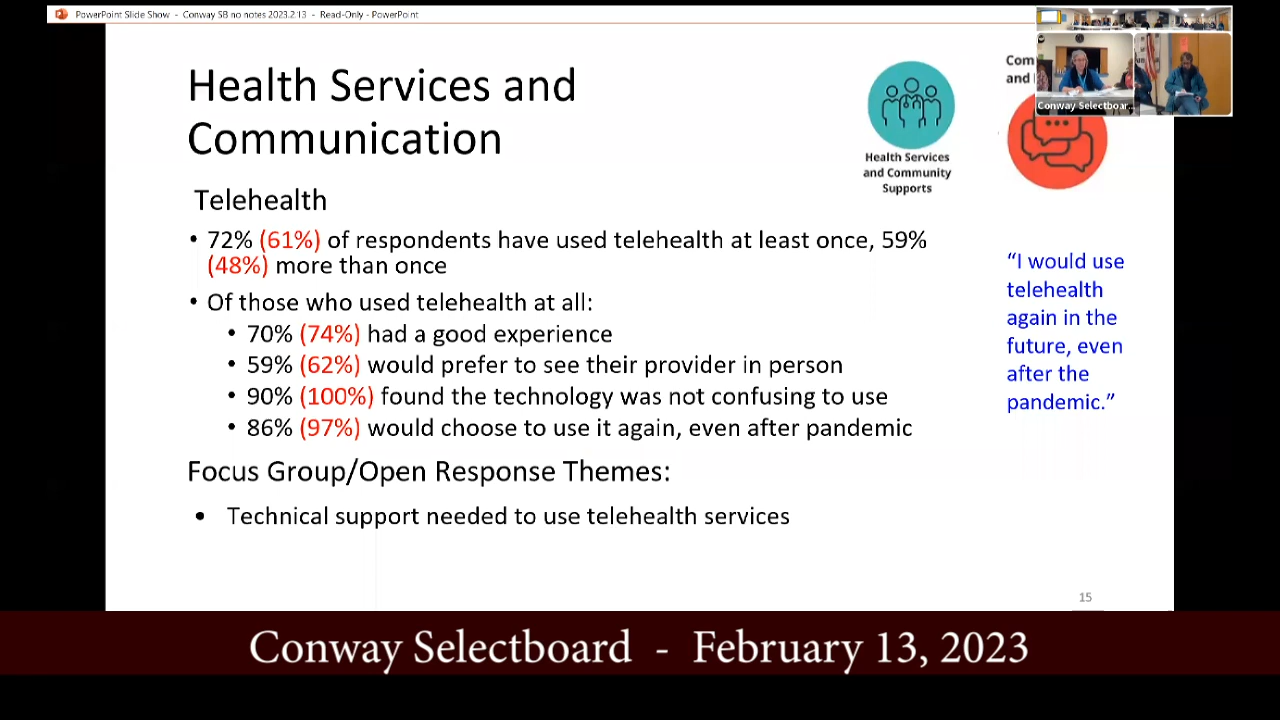 PowerPoint Slide Show - Conway SB no notes 2023.2.13 - Read-Only - PowerPoint
Health Services and
Communication
Health Services
and Community
Supports
Com
and
Conway Selectboar...
Telehealth
• 72% (61%) of respondents have used telehealth at least once, 59%
(48%) more than once
• Of those who used telehealth at all:
• 70% (74%) had a good experience
• 59% (62%) would prefer to see their provider in person
• 90% (100%) found the technology was not confusing to use
• 86% (97%) would choose to use it again, even after pandemic
Focus Group/Open Response Themes:
• Technical support needed to use telehealth services
“I would use
telehealth
again in the
future, even
after the
pandemic.”
15
Conway Selectboard - February 13, 2023